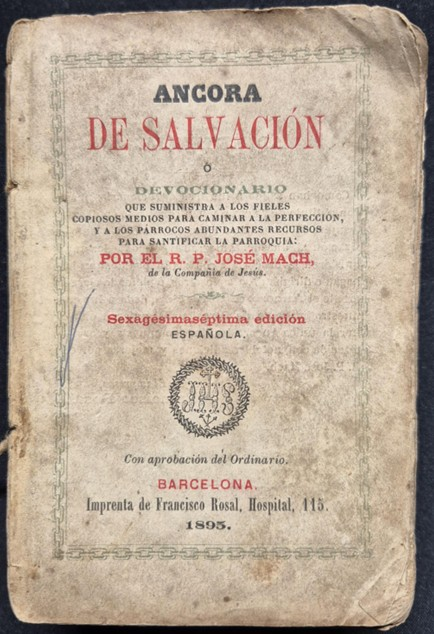 ANCORA
DE SALVACIÓN
Ò
DEVOCIONARIO
QUE SUMINISTRA A LOS FIELES
COPIOSOS MEDIOS PARA CAMINAR A LA PERFECCIÓN,
Y A LOS PÁRROCOS ABUNDANTES RECURSOS
PARA SANTIFICAR LA PARROQUIA:
POR EL R. P. JOSÉ MACH,
de la Compañía de Jesús.
Sexagésimaséptima edición
ESPAÑOLA.
JHS
Con aprobación del Ordinario.
BARCELONA.
Imprenta de Francisco Rosal, Hospital, 115.
1895.